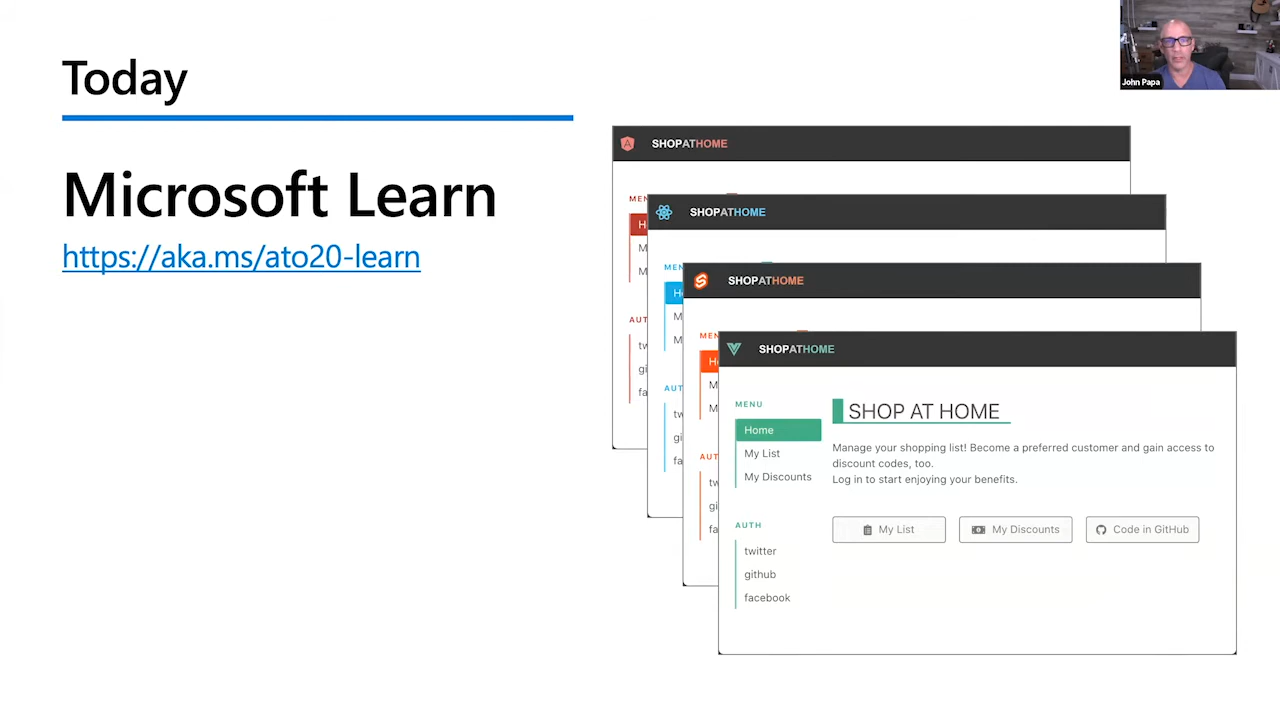 Today
Microsoft Learn
https://aka.ms/ato20-learn
John Papa
SHOPATHOME
SHOPATHOME
SHOPATHOME
SHOPATHOME
MENU
Home
My List
My Discounts
AUTH
twitter
github
facebook
SHOP AT HOME
Manage your shopping list! Become a preferred customer and gain access to
discount codes, too.
Log in to start enjoying your benefits.
My List
My Discounts
Code in GitHub